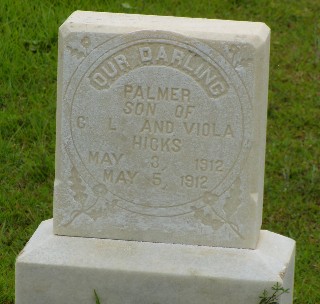 OUR DARLING
PALMER
SON OF
G L AND VIOLA
HICKS
MAY 3 1912
MAY 5, 1912